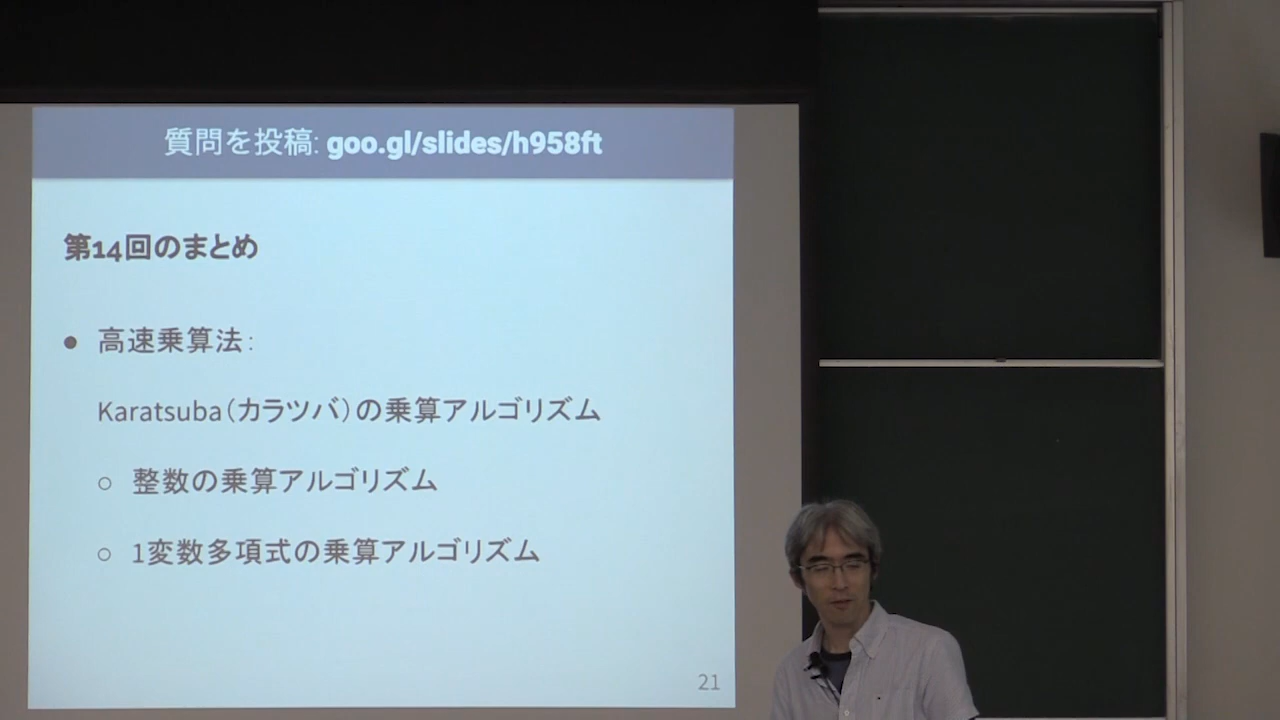 質問を投稿: goo.gl/slides/h958ft
第14回のまとめ
● 高速乗算法:
Karatsuba(カラツバ)の乗算アルゴリズム
○ 整数の乗算アルゴリズム
○ 1変数多項式の乗算アルゴリズム
21